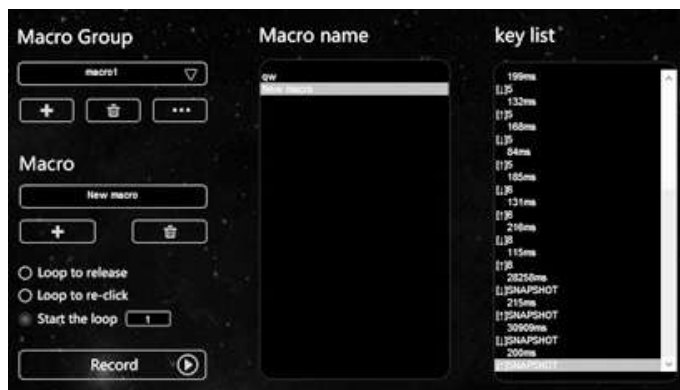 Macro Group
macro1
Macro
New macro
Loop to release
Loop to re-click
Start the loop 1
Record
Macro name
qw
New macro
key list
199ms
[↓]5
132ms
[↑]5
168ms
[↓]5
84ms
[↑]5
185ms
[↓]6
131ms
[↑]6
216ms
[↓]8
115ms
[↑]8
28256ms
[↓]SNAPSHOT
215ms
[↑]SNAPSHOT
30909ms
[↓]SNAPSHOT
200ms
[↑]SNAPSHOT